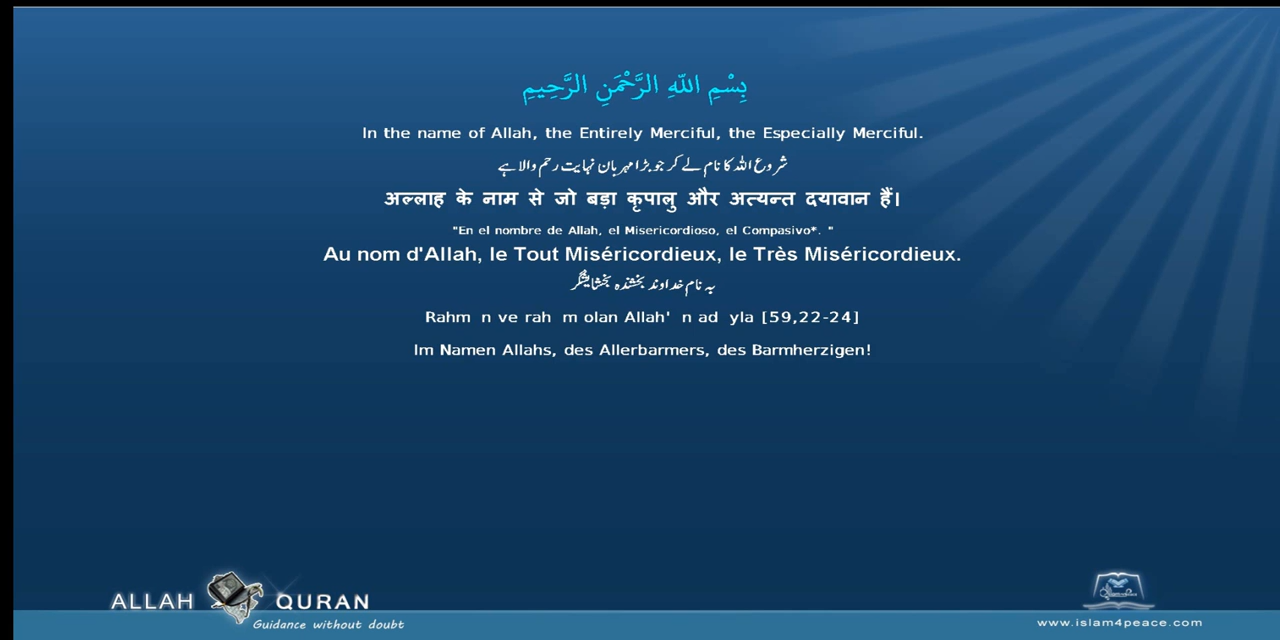 بِسْمِ اللّٰهِ الرَّحْمَنِ الرَّحِيمِ
In the name of Allah, the Entirely Merciful, the Especially Merciful.
شروع اللہ کا نام لے کر جو بڑا مہربان نہایت رحم والا ہے
अल्लाह के नाम से जो बड़ा कृपालु और अत्यन्त दयावान हैं।
"En el nombre de Allah, el Misericordioso, el Compasivo*. "
Au nom d'Allah, le Tout Miséricordieux, le Très Miséricordieux.
به نام خداوند بخشنده بخشایشگر
Rahm n ve rah m olan Allah' n ad yla [59,22-24]
Im Namen Allahs, des Allerbarmers, des Barmherzigen!
ALLAH QURAN
Guidance without doubt
www.islam4peace.com